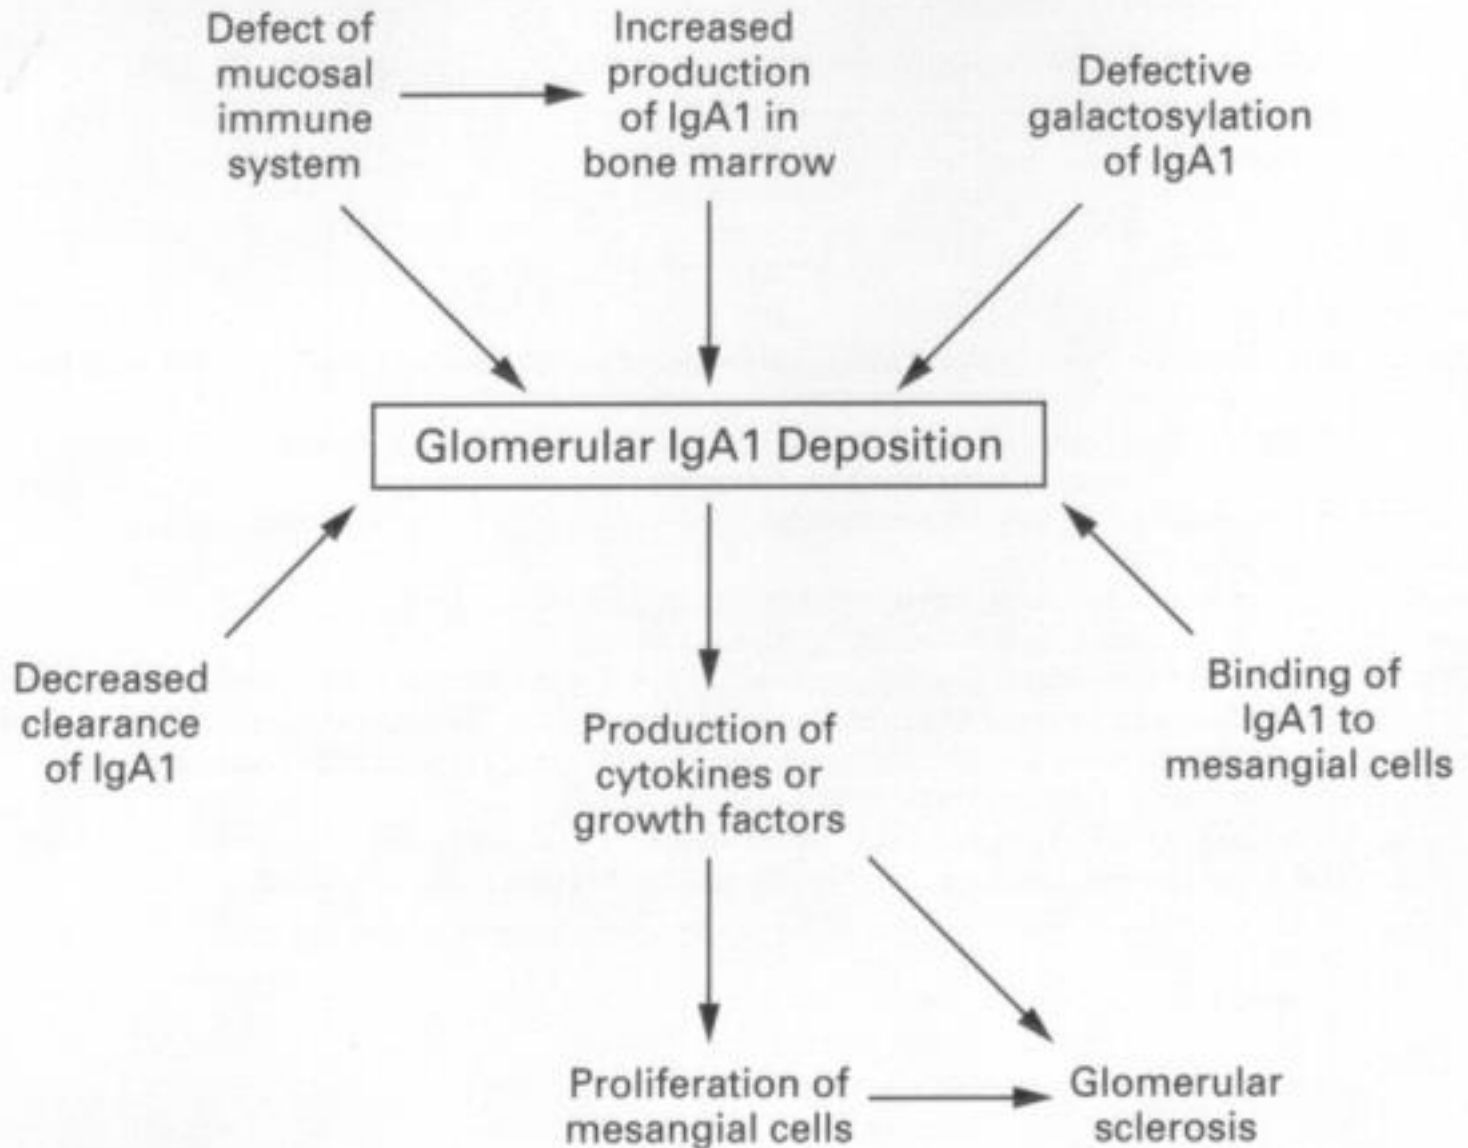 Defect of
mucosal
immune
system
Increased
production
of IgA1 in
bone marrow
Defective
galactosylation
of IgA1
Glomerular IgA1 Deposition
Decreased
clearance
of IgA1
Production of
cytokines or
growth factors
Binding of
IgA1 to
mesangial cells
Proliferation of
mesangial cells
Glomerular
sclerosis